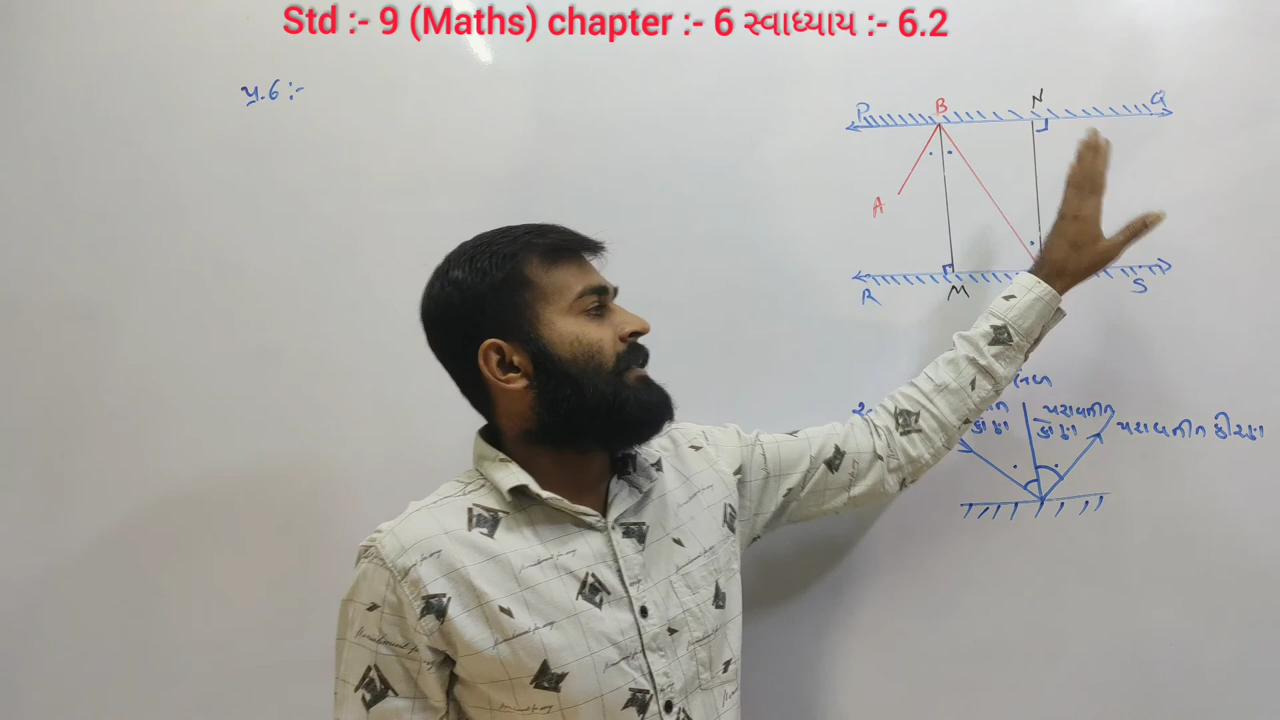 Std :- 9 (Maths) chapter :- 6 સ્વાધ્યાય :- 6.2
પ્ર.6 :-
P B N Q
A
R M S
કોણ
પરાવર્તીત
કોણ
પરાવર્તીત કીરણ